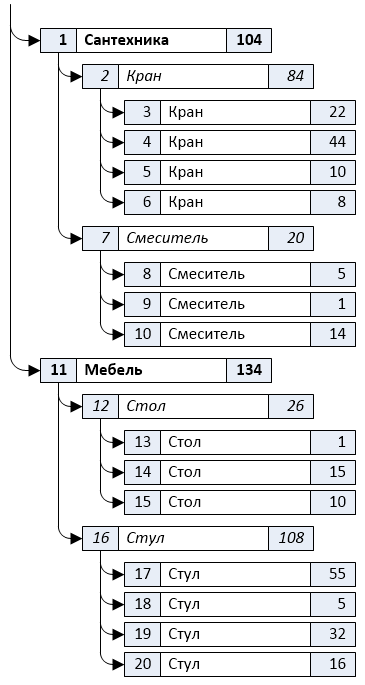 1 Сантехника 104
2 Кран 84
3 Кран 22
4 Кран 44
5 Кран 10
6 Кран 8
7 Смеситель 20
8 Смеситель 5
9 Смеситель 1
10 Смеситель 14
11 Мебель 134
12 Стол 26
13 Стол 1
14 Стол 15
15 Стол 10
16 Стул 108
17 Стул 55
18 Стул 5
19 Стул 32
20 Стул 16